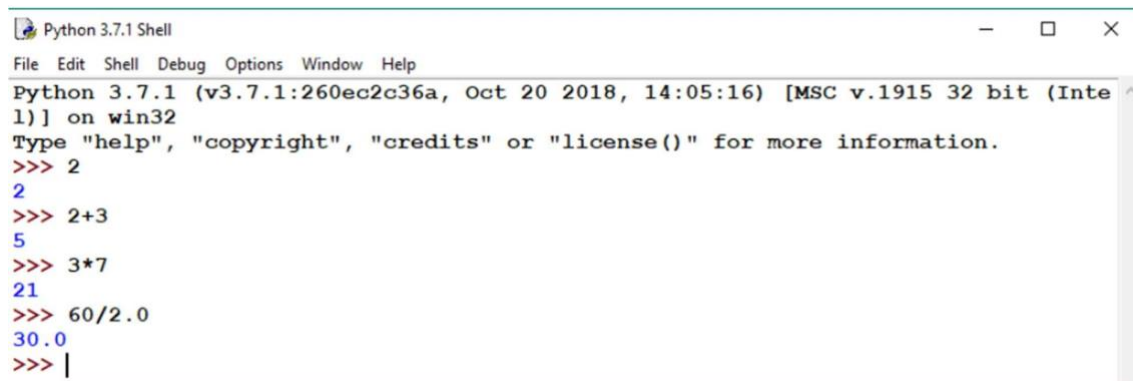 Python 3.7.1 Shell
File Edit Shell Debug Options Window Help
Python 3.7.1 (v3.7.1:260ec2c36a, Oct 20 2018, 14:05:16) [MSC v.1915 32 bit (Inte
l)] on win32
Type "help", "copyright", "credits" or "license()" for more information.
>>> 2
2
>>> 2+3
5
>>> 3*7
21
>>> 60/2.0
30.0
>>>